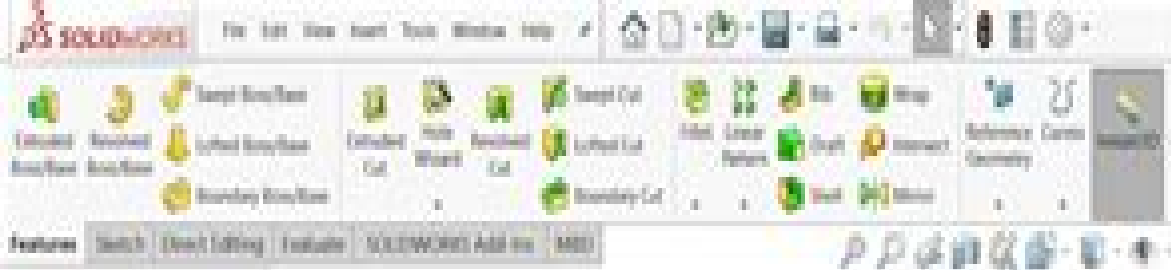 SOLIDWORKS
File Edit View Insert Tools Window Help
Extruded Boss/Base
Revolved Boss/Base
Swept Boss/Base
Lofted Boss/Base
Boundary Boss/Base
Extruded Cut
Hole Wizard
Revolved Cut
Swept Cut
Lofted Cut
Boundary Cut
Fillet
Linear Pattern
Rib
Draft
Shell
Wrap
Intersect
Mirror
Reference Geometry
Curves
Instant3D
Features Sketch Direct Editing Evaluate SOLIDWORKS Add-Ins MBD